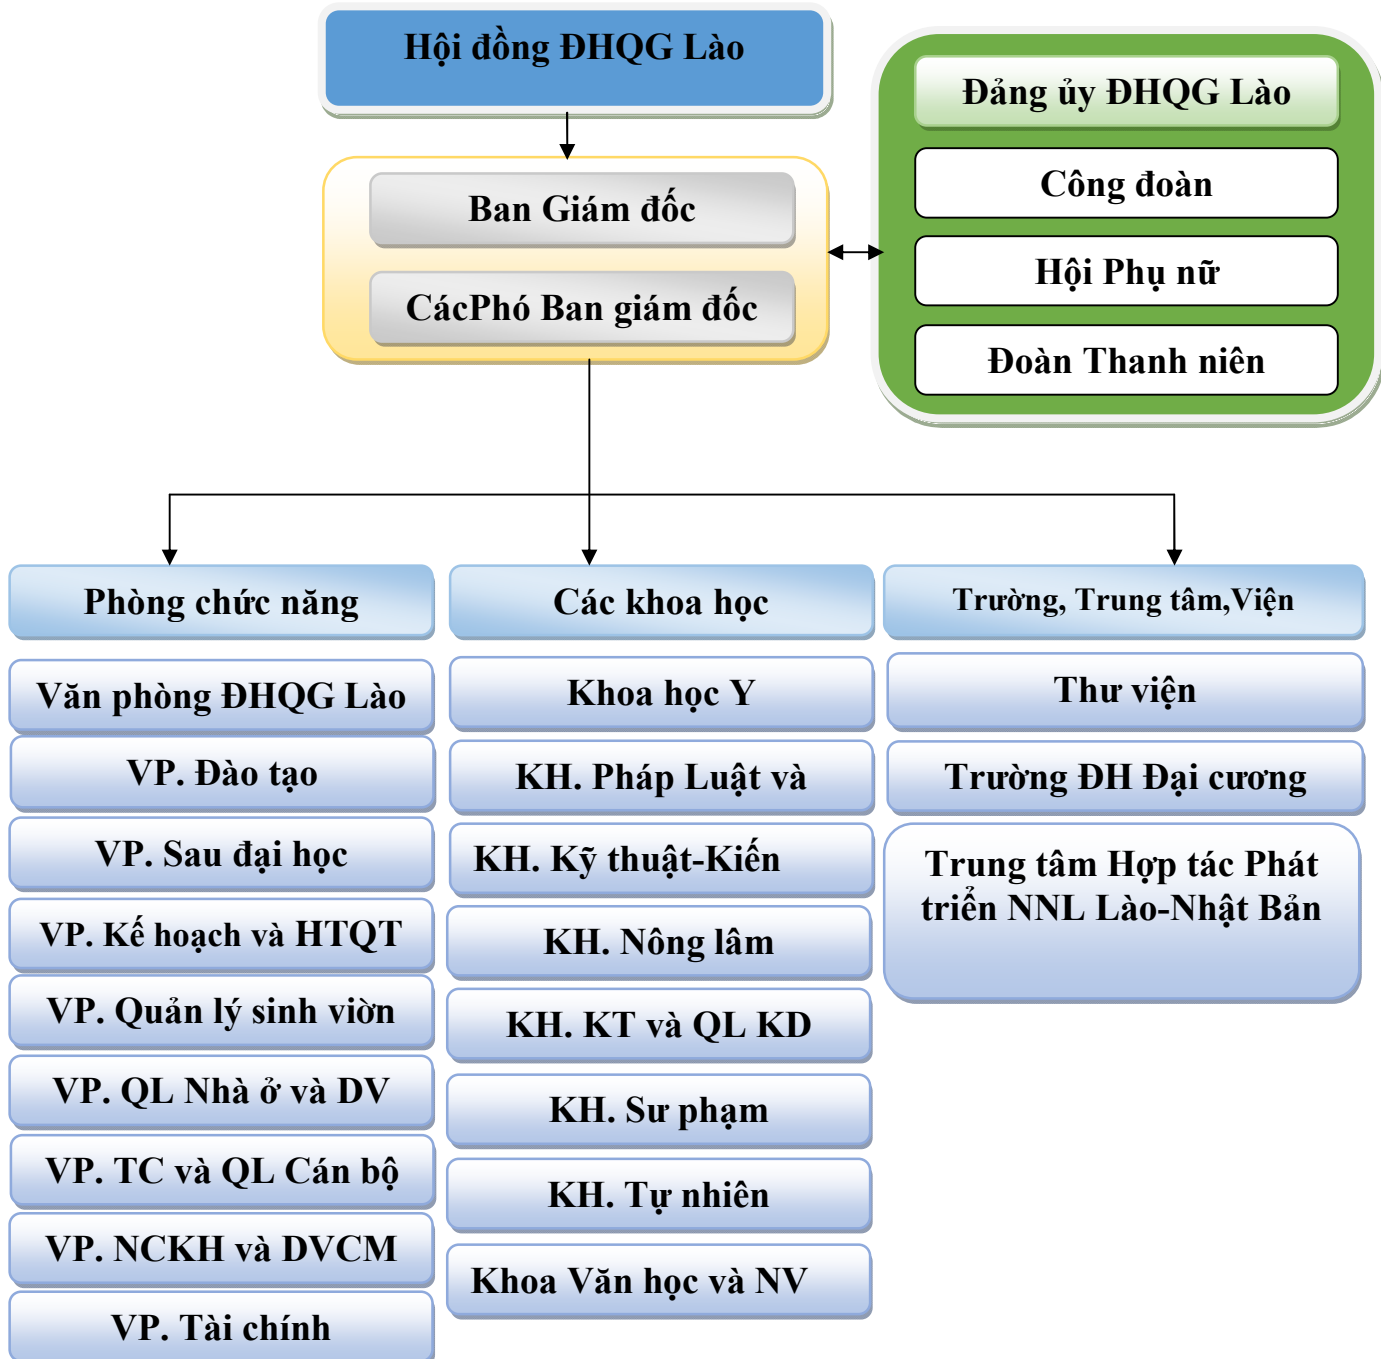 Hội đồng ĐHQG Lào
Đảng ủy ĐHQG Lào
Công đoàn
Hội Phụ nữ
Đoàn Thanh niên
Ban Giám đốc
CácPhó Ban giám đốc
Phòng chức năng
Văn phòng ĐHQG Lào
VP. Đào tạo
VP. Sau đại học
VP. Kế hoạch và HTQT
VP. Quản lý sinh viờn
VP. QL Nhà ở và DV
VP. TC và QL Cán bộ
VP. NCKH và DVCM
VP. Tài chính
Các khoa học
Khoa học Y
KH. Pháp Luật và
KH. Kỹ thuật-Kiến
KH. Nông lâm
KH. KT và QL KD
KH. Sư phạm
KH. Tự nhiên
Khoa Văn học và NV
Trường, Trung tâm,Viện
Thư viện
Trường ĐH Đại cương
Trung tâm Hợp tác Phát
triển NNL Lào-Nhật Bản